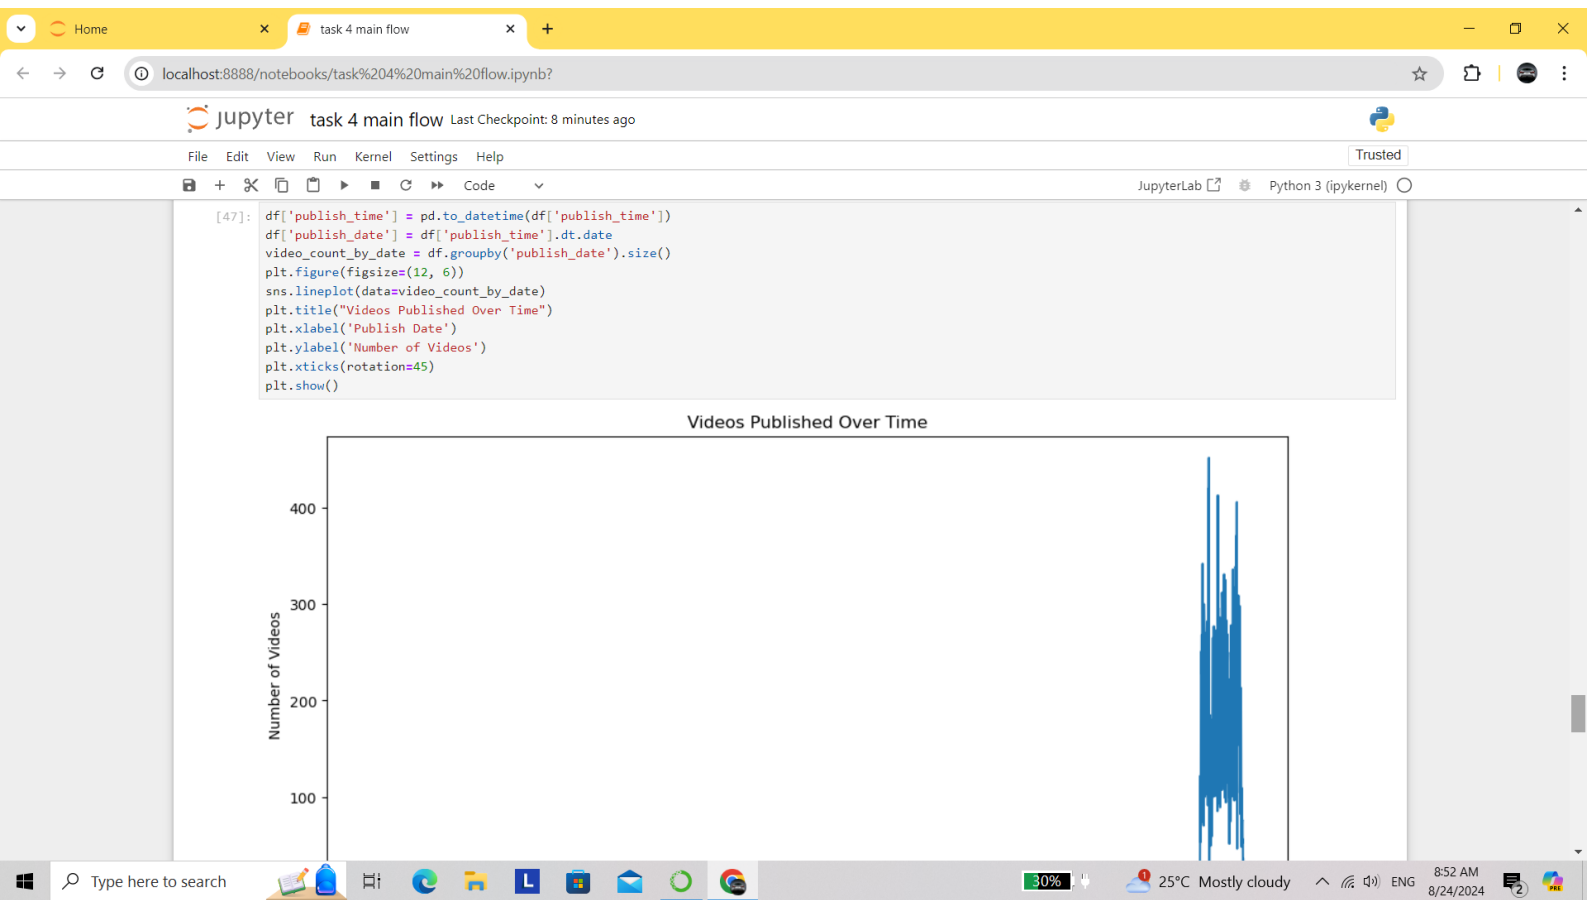 Home
task 4 main flow
localhost:8888/notebooks/task%204%20main%20flow.ipynb?
jupyter task 4 main flow Last Checkpoint: 8 minutes ago
File Edit View Run Kernel Settings Help
Trusted
Code
JupyterLab
Python 3 (ipykernel)
[47]: df['publish_time'] = pd.to_datetime(df['publish_time'])
df['publish_date'] = df['publish_time'].dt.date
video_count_by_date = df.groupby('publish_date').size()
plt.figure(figsize=(12, 6))
sns.lineplot(data=video_count_by_date)
plt.title("Videos Published Over Time")
plt.xlabel('Publish Date')
plt.ylabel('Number of Videos')
plt.xticks(rotation=45)
plt.show()
Videos Published Over Time
400
300
200
100
Number of Videos
Type here to search
L
30%
1
25°C Mostly cloudy
ENG
8:52 AM
8/24/2024
2
PRE